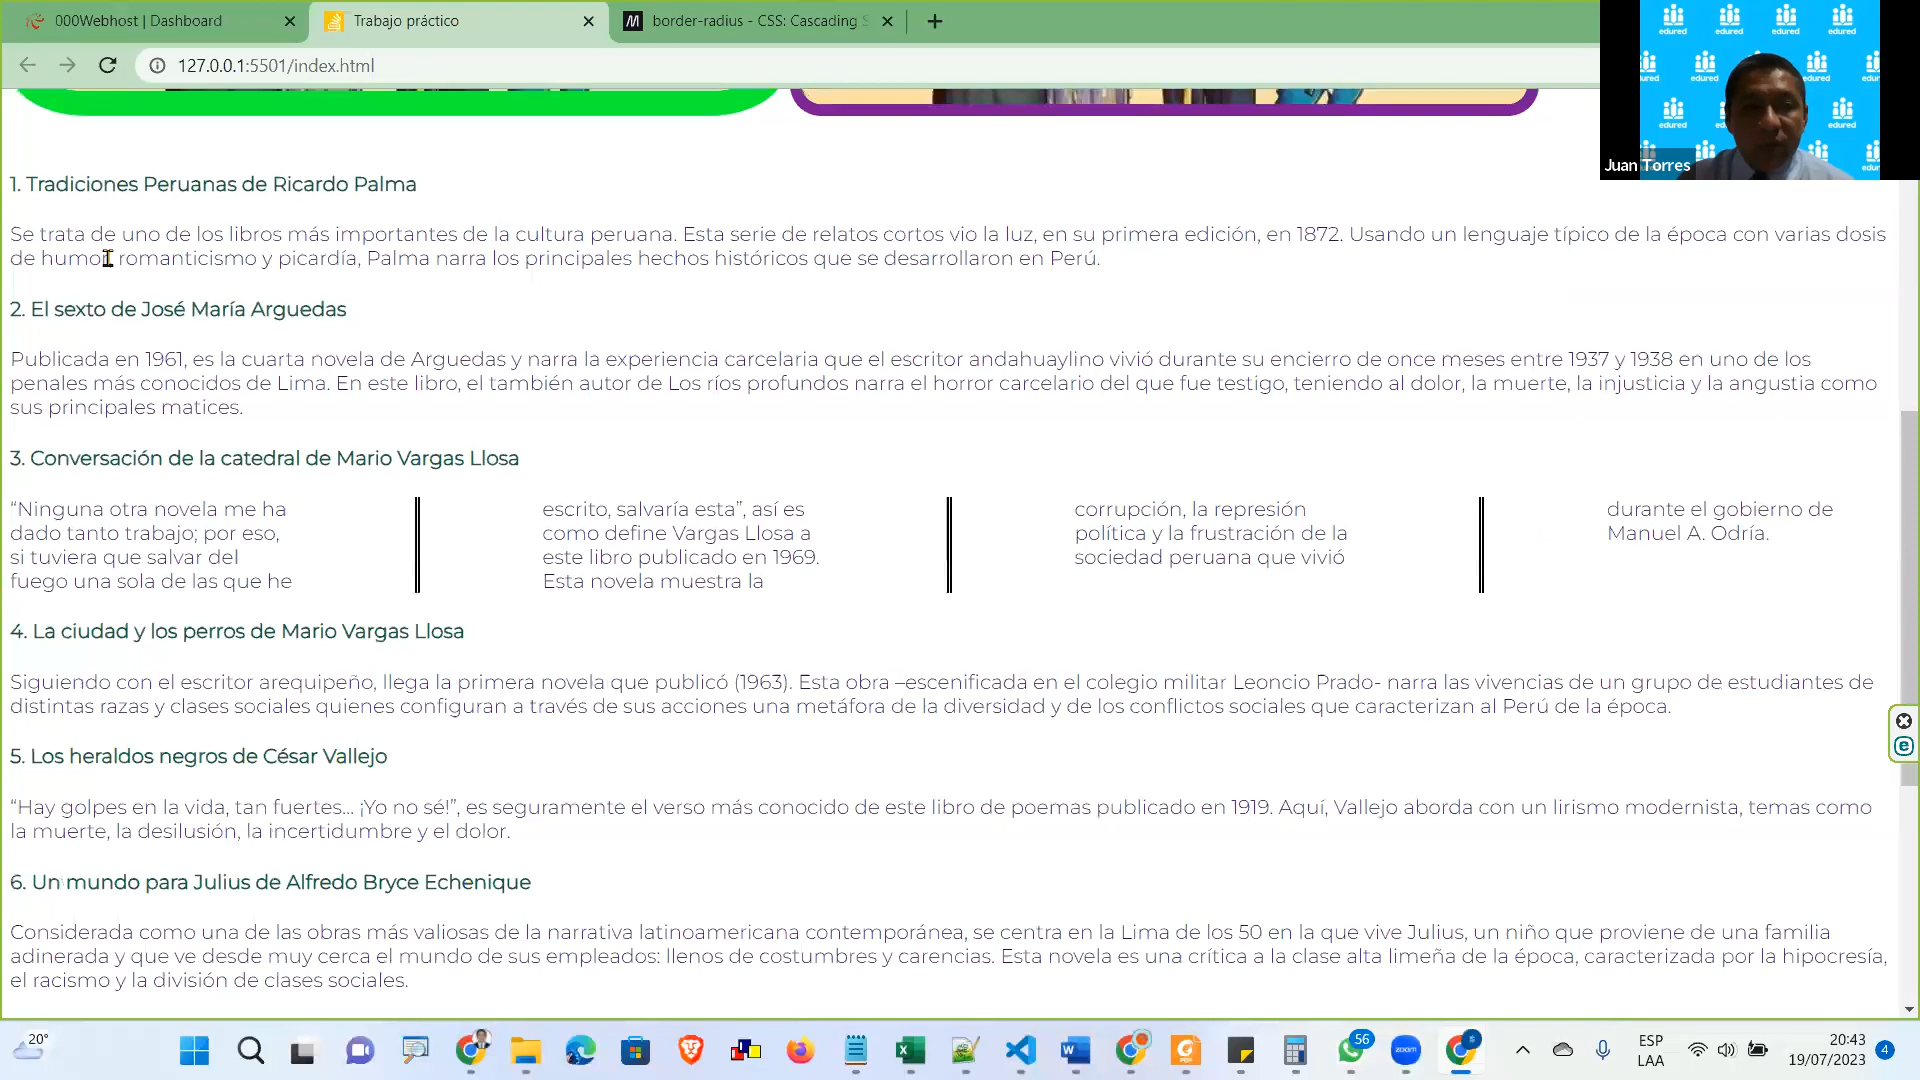 000Webhost | Dashboard
Trabajo práctico
border-radius - CSS: Cascading S
127.0.0.1:5501/index.html
edured
Juan Torres
1. Tradiciones Peruanas de Ricardo Palma
Se trata de uno de los libros más importantes de la cultura peruana. Esta serie de relatos cortos vio la luz, en su primera edición, en 1872. Usando un lenguaje típico de la época con varias dosis
de humor, romanticismo y picardía, Palma narra los principales hechos históricos que se desarrollaron en Perú.
2. El sexto de José María Arguedas
Publicada en 1961, es la cuarta novela de Arguedas y narra la experiencia carcelaria que el escritor andahuaylino vivió durante su encierro de once meses entre 1937 y 1938 en uno de los
penales más conocidos de Lima. En este libro, el también autor de Los ríos profundos narra el horror carcelario del que fue testigo, teniendo al dolor, la muerte, la injusticia y la angustia como
sus principales matices.
3. Conversación de la catedral de Mario Vargas Llosa
“Ninguna otra novela me ha
dado tanto trabajo; por eso,
si tuviera que salvar del
fuego una sola de las que he
escrito, salvaría esta”, así es
como define Vargas Llosa a
este libro publicado en 1969.
Esta novela muestra la
corrupción, la represión
política y la frustración de la
sociedad peruana que vivió
durante el gobierno de
Manuel A. Odría.
4. La ciudad y los perros de Mario Vargas Llosa
Siguiendo con el escritor arequipeño, llega la primera novela que publicó (1963). Esta obra –escenificada en el colegio militar Leoncio Prado- narra las vivencias de un grupo de estudiantes de
distintas razas y clases sociales quienes configuran a través de sus acciones una metáfora de la diversidad y de los conflictos sociales que caracterizan al Perú de la época.
5. Los heraldos negros de César Vallejo
“Hay golpes en la vida, tan fuertes... ¡Yo no sé!”, es seguramente el verso más conocido de este libro de poemas publicado en 1919. Aquí, Vallejo aborda con un lirismo modernista, temas como
la muerte, la desilusión, la incertidumbre y el dolor.
6. Un mundo para Julius de Alfredo Bryce Echenique
Considerada como una de las obras más valiosas de la narrativa latinoamericana contemporánea, se centra en la Lima de los 50 en la que vive Julius, un niño que proviene de una familia
adinerada y que ve desde muy cerca el mundo de sus empleados: llenos de costumbres y carencias. Esta novela es una crítica a la clase alta limeña de la época, caracterizada por la hipocresía,
el racismo y la división de clases sociales.
20°
56
zoom
ESP
LAA
20:43
19/07/2023
4